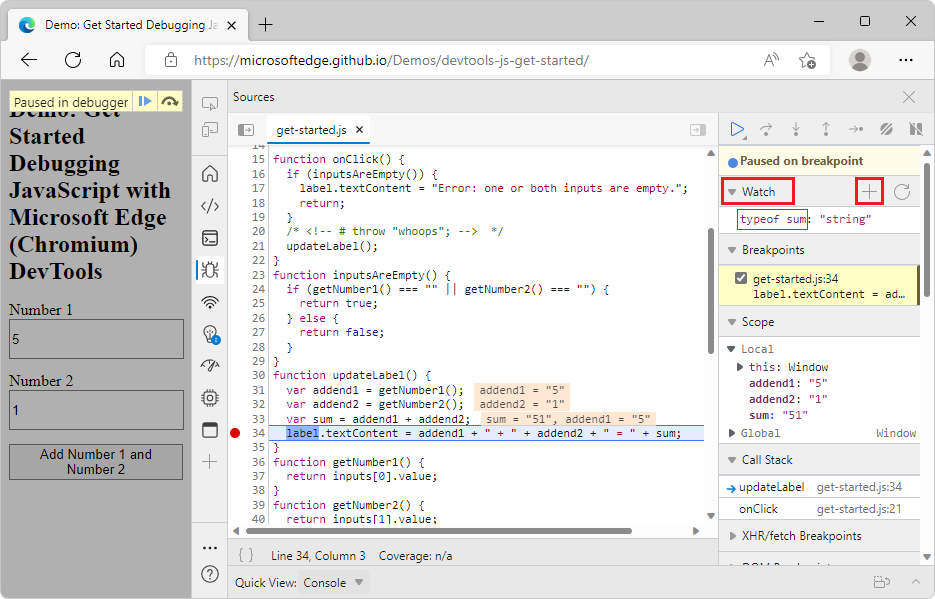 Demo: Get Started Debugging Ja
https://microsoftedge.github.io/Demos/devtools-js-get-started/
Paused in debugger
Demo: Get
Started
Debugging
JavaScript with
Microsoft Edge
(Chromium)
DevTools
Number 1
5
Number 2
1
Add Number 1 and
Number 2
Sources
get-started.js
14
15 function onClick() {
16 if (inputsAreEmpty()) {
17 label.textContent = "Error: one or both inputs are empty.";
18 return;
19 }
20 /* <!-- # throw "whoops"; -->  */
21 updateLabel();
22 }
23 function inputsAreEmpty() {
24 if (getNumber1() === "" || getNumber2() === "") {
25 return true;
26 } else {
27 return false;
28 }
29 }
30 function updateLabel() {
31 var addend1 = getNumber1(); addend1 = "5"
32 var addend2 = getNumber2(); addend2 = "1"
33 var sum = addend1 + addend2; sum = "51", addend1 = "5"
34 label.textContent = addend1 + " + " + addend2 + " = " + sum;
35 }
36 function getNumber1() {
37 return inputs[0].value;
38 }
39 function getNumber2() {
40 return inputs[1].value;
{ } Line 34, Column 3 Coverage: n/a
Quick View: Console
Paused on breakpoint
Watch
typeof sum: "string"
Breakpoints
get-started.js:34
label.textContent = ad…
Scope
Local
this: Window
addend1: "5"
addend2: "1"
sum: "51"
Global Window
Call Stack
updateLabel get-started.js:34
onClick get-started.js:21
XHR/fetch Breakpoints
DOM Breakpoints